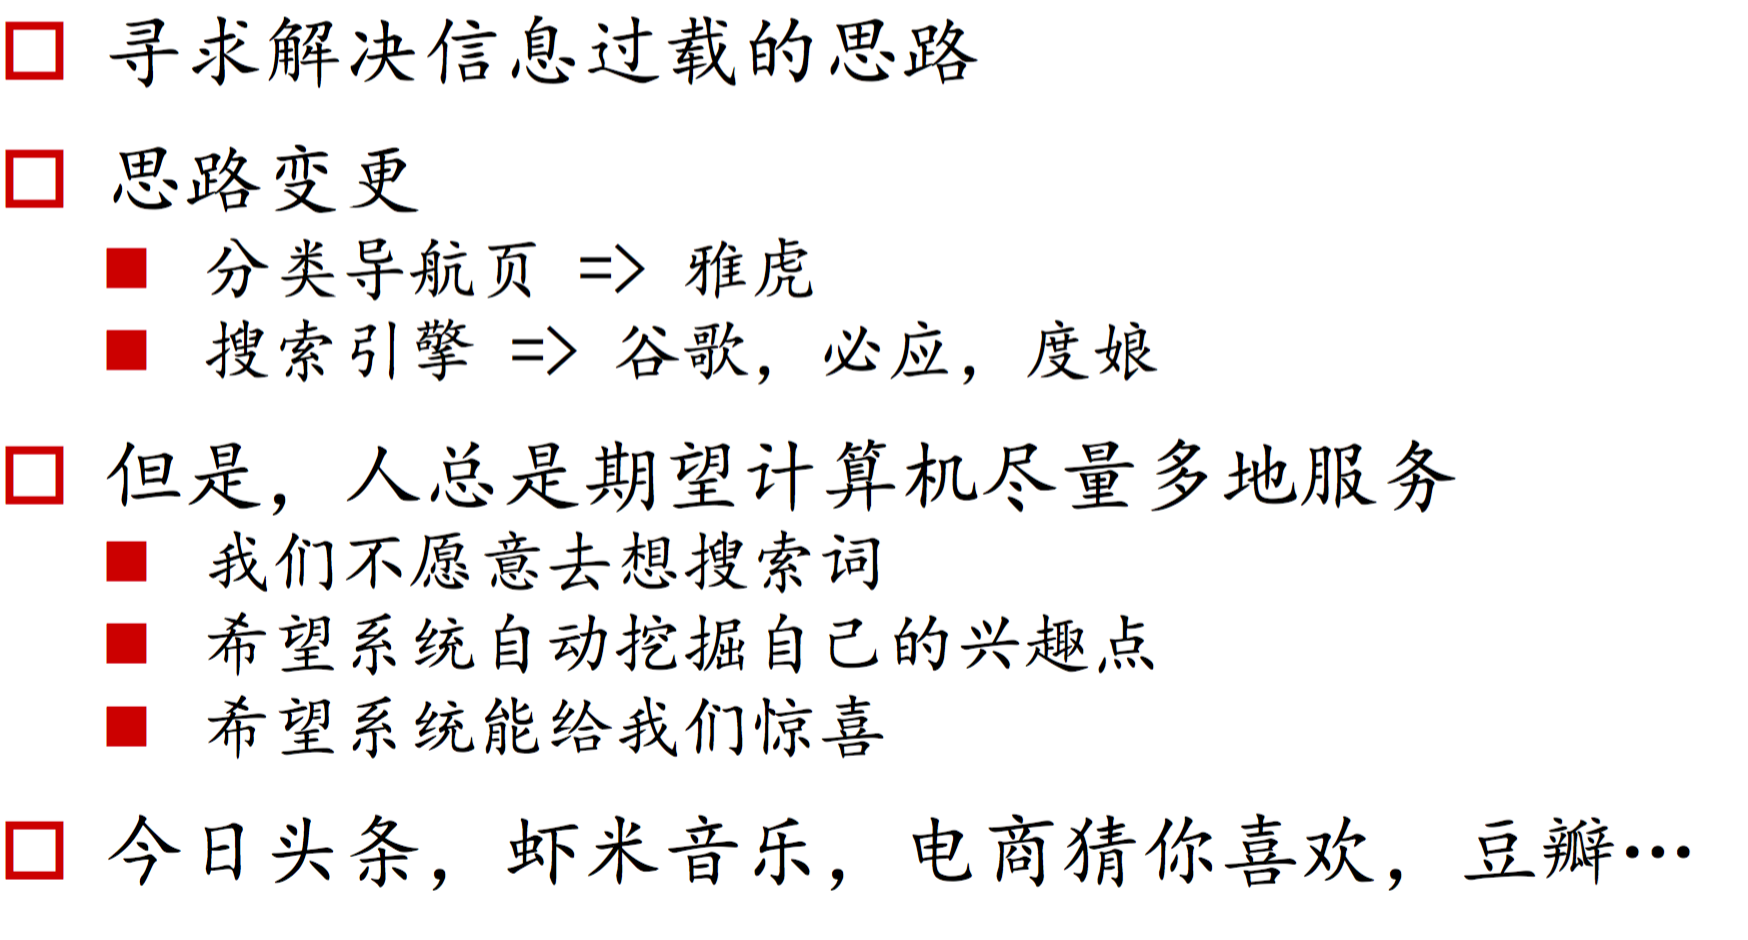 寻求解决信息过载的思路
思路变更
分类导航页 => 雅虎
搜索引擎 => 谷歌，必应，度娘
但是，人总是期望计算机尽量多地服务
我们不愿意去想搜索词
希望系统自动挖掘自己的兴趣点
希望系统能给我们惊喜
今日头条，虾米音乐，电商猜你喜欢，豆瓣…